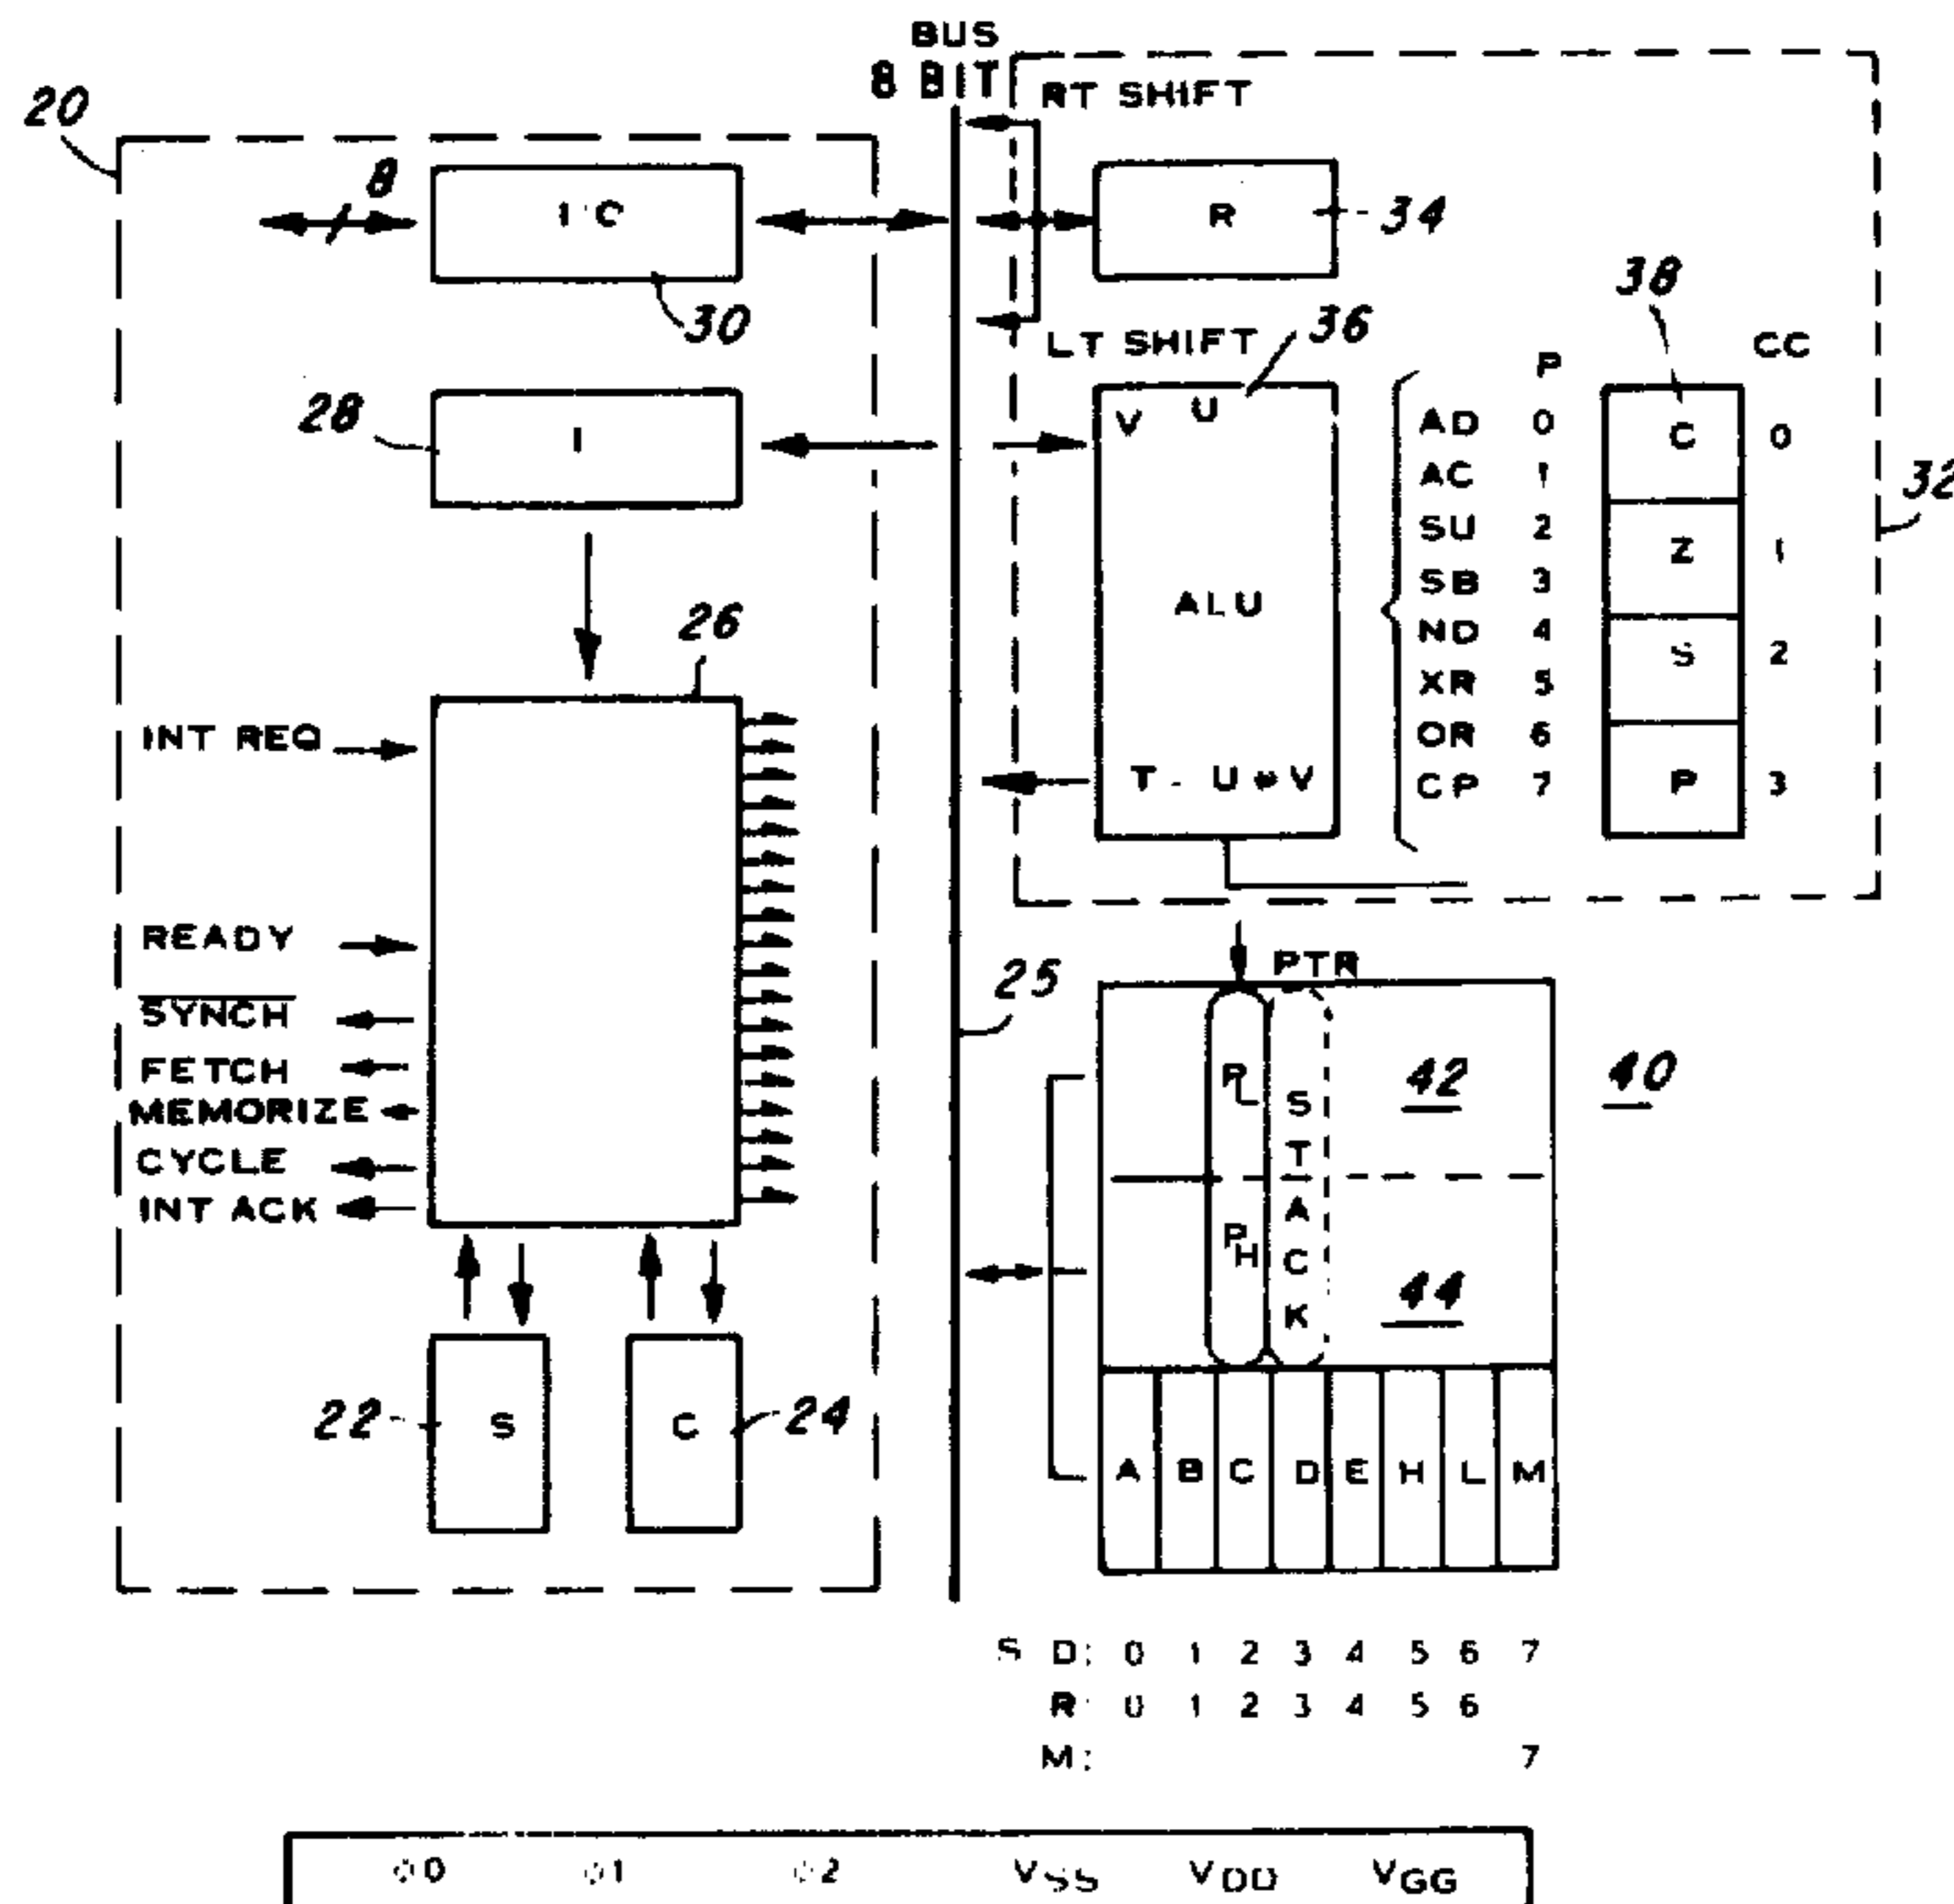 BUS
8 BIT
RT SHIFT
20
8
I/O
R
34
30
38
LT SHIFT
36
CC
P
28
I
V U
AD 0
C 0
AC 1
32
SU 2
Z 1
SB 3
ALU
26
ND 4
S 2
XR 5
INT REQ
OR 6
T - U * V
CP 7
P 3
READY
PTR
25
SYNCH
FETCH
PL
STACK
42
40
MEMORIZE
CYCLE
INT ACK
PH
44
22
S
C
24
A B C D E H L M
S D: 0 1 2 3 4 5 6 7
R: 0 1 2 3 4 5 6
M: 7
φ0 φ1 φ2 VSS VDD VGG